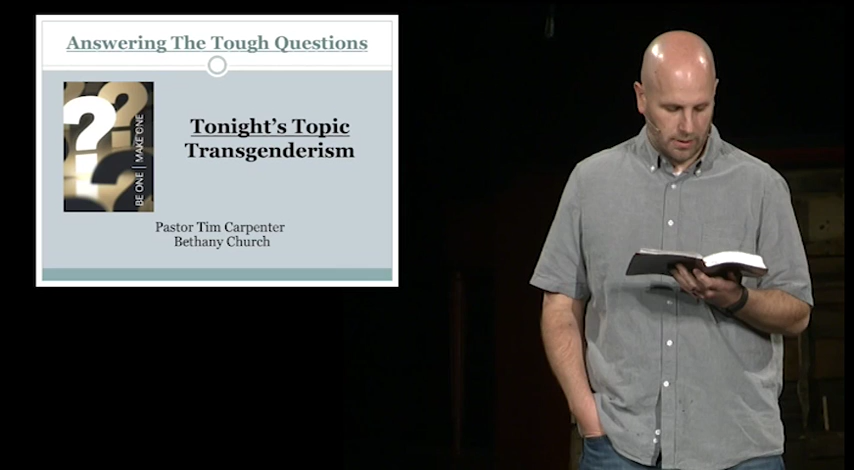 Answering The Tough Questions
BE ONE | MAKE ONE
Tonight's Topic
Transgenderism
Pastor Tim Carpenter
Bethany Church